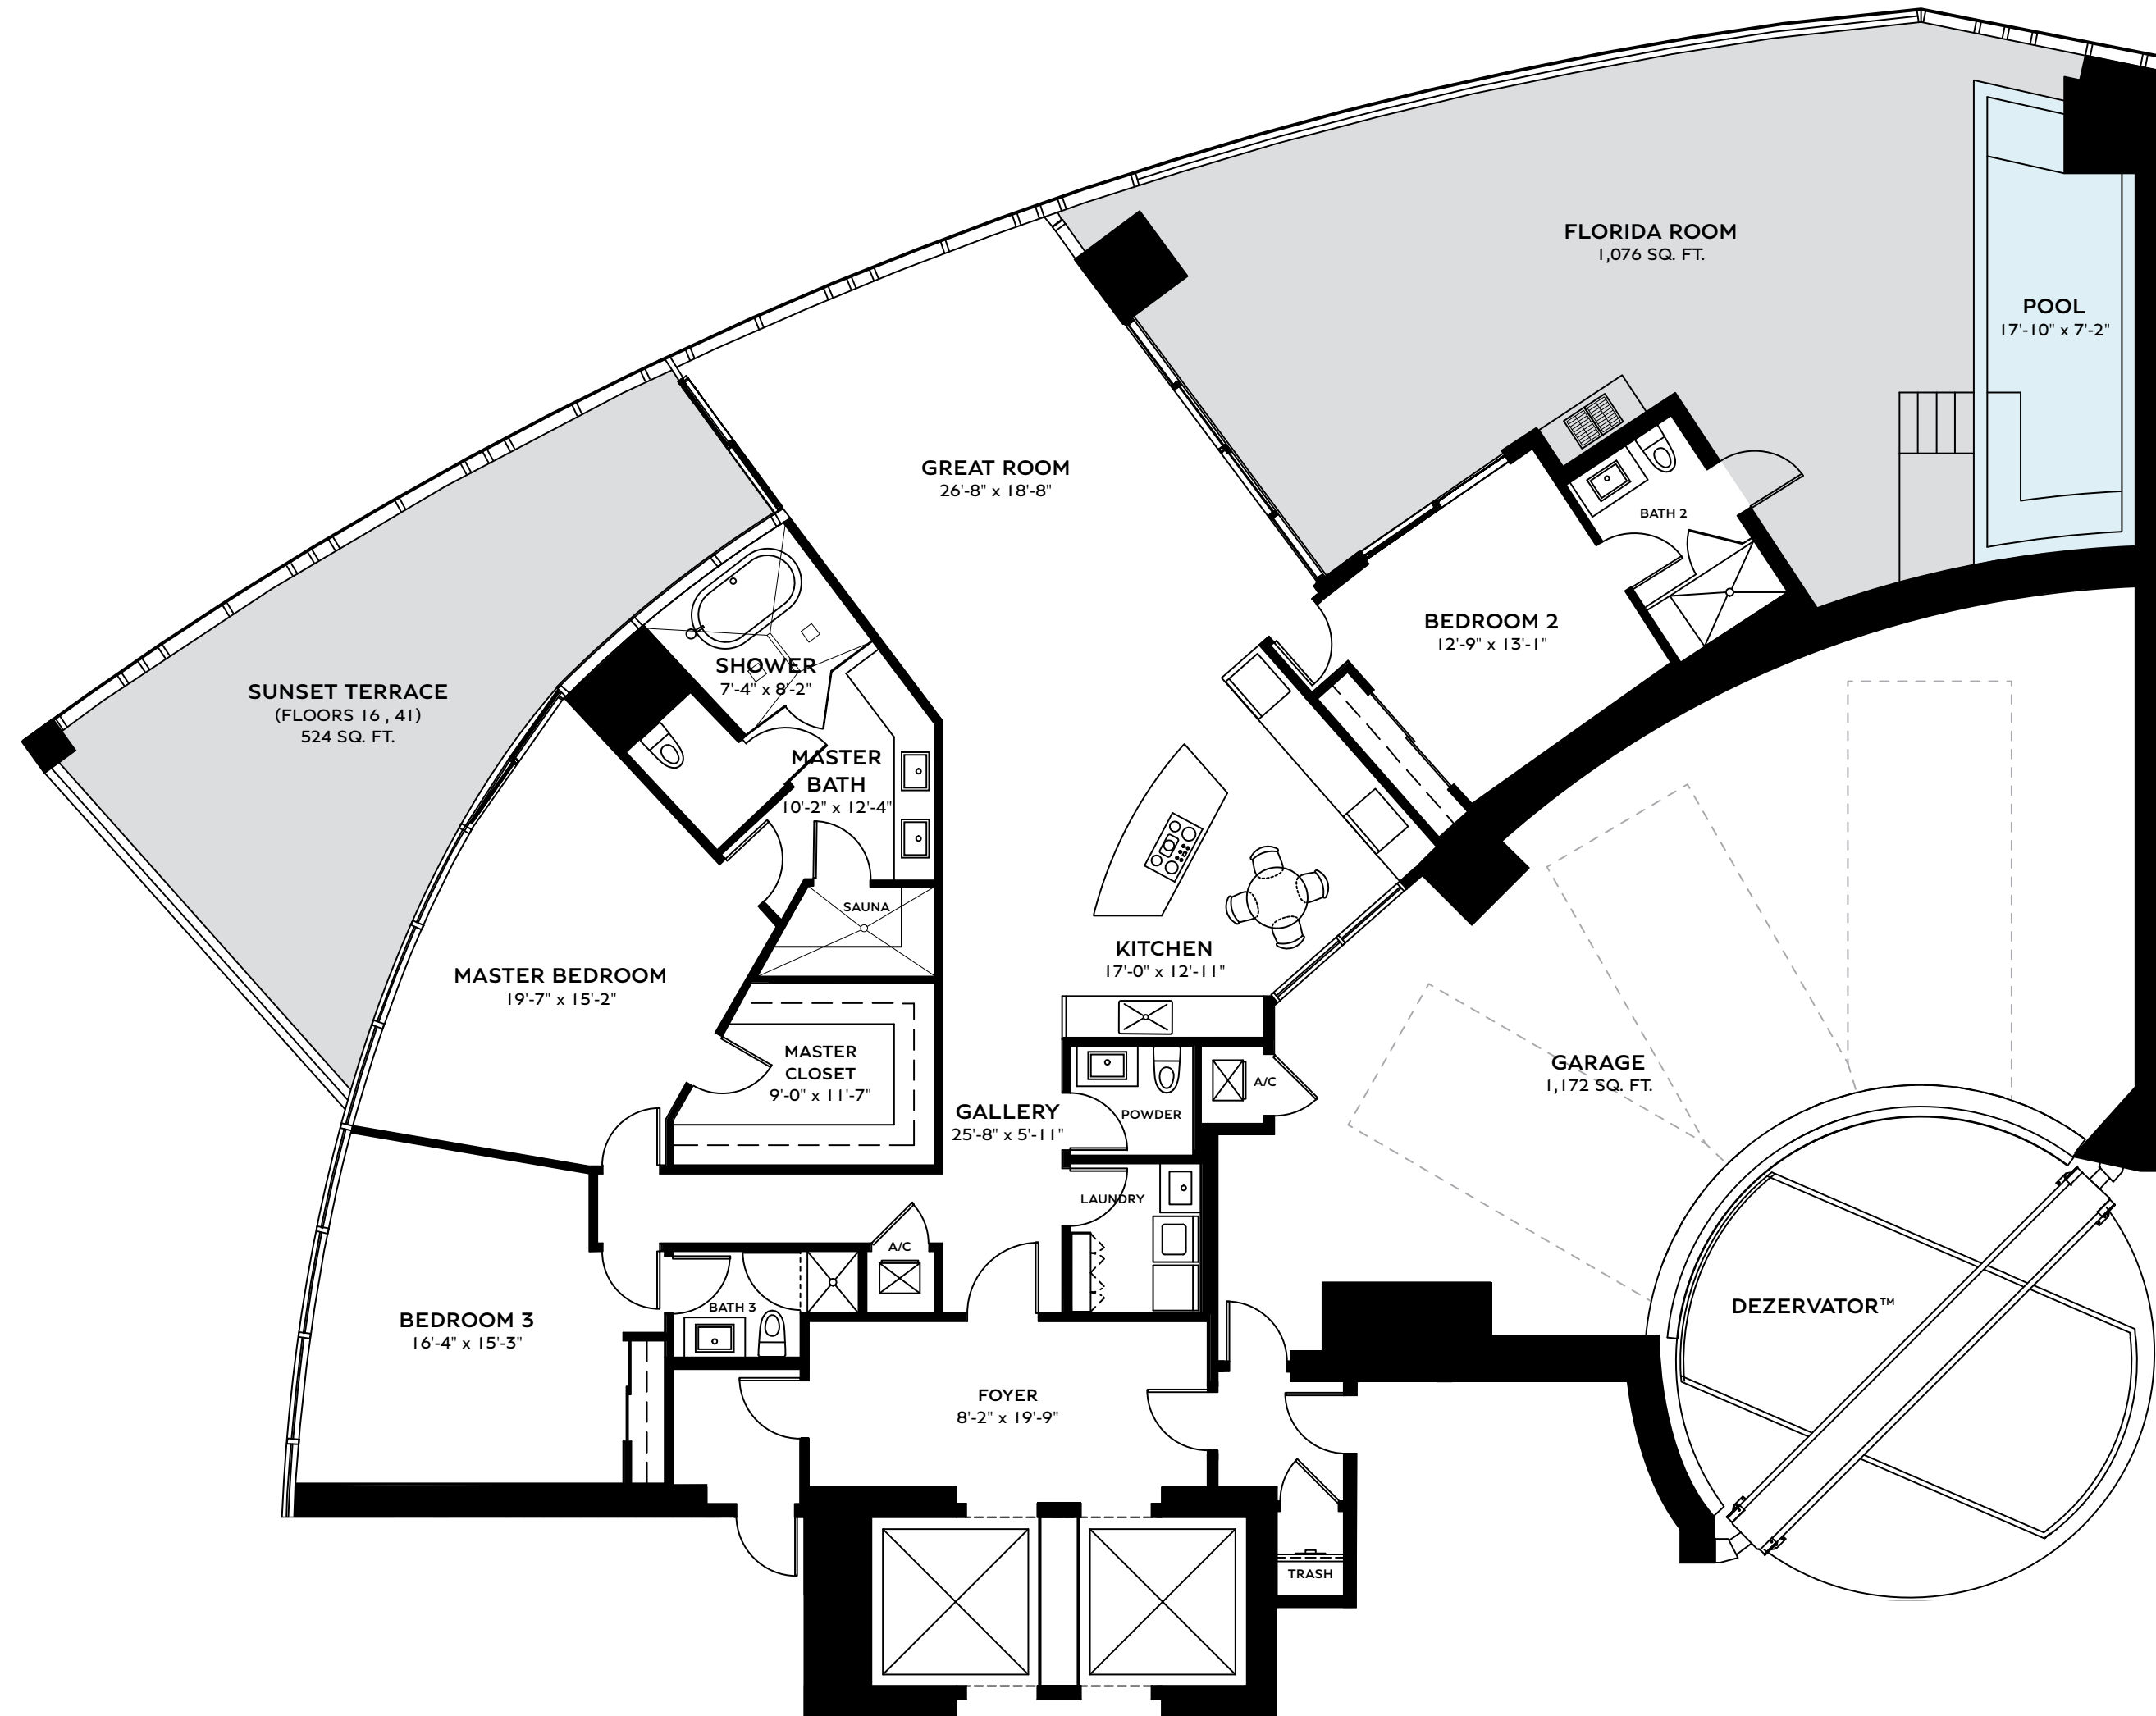 FLORIDA ROOM
1,076 SQ. FT.
POOL
17'-10" x 7'-2"
GREAT ROOM
26'-8" x 18'-8"
BATH 2
BEDROOM 2
12'-9" x 13'-1"
SHOWER
7'-4" x 8'-2"
SUNSET TERRACE
(FLOORS 16 , 41)
524 SQ. FT.
MASTER
BATH
10'-2" x 12'-4"
SAUNA
KITCHEN
17'-0" x 12'-11"
MASTER BEDROOM
19'-7" x 15'-2"
MASTER
CLOSET
9'-0" x 11'-7"
GARAGE
1,172 SQ. FT.
A/C
GALLERY
25'-8" x 5'-11"
POWDER
LAUNDRY
A/C
BATH 3
DEZERVATOR™
BEDROOM 3
16'-4" x 15'-3"
FOYER
8'-2" x 19'-9"
TRASH